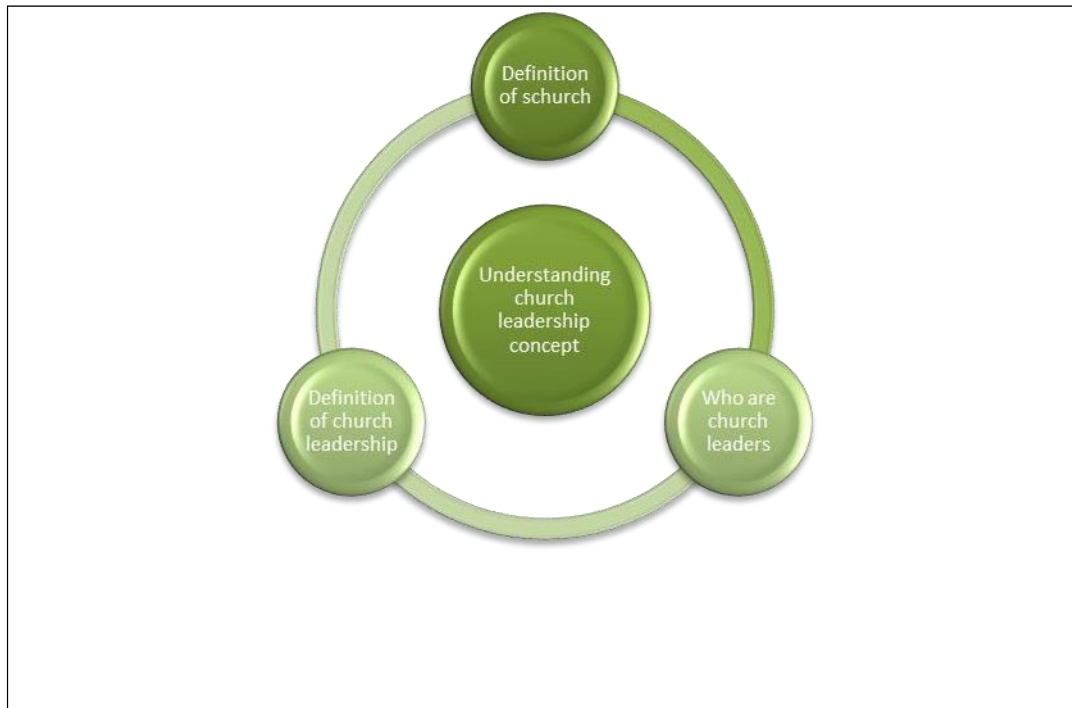 Definition
of schurch
Understanding
church
leadership
concept
Definition
of church
leadership
Who are
church
leaders